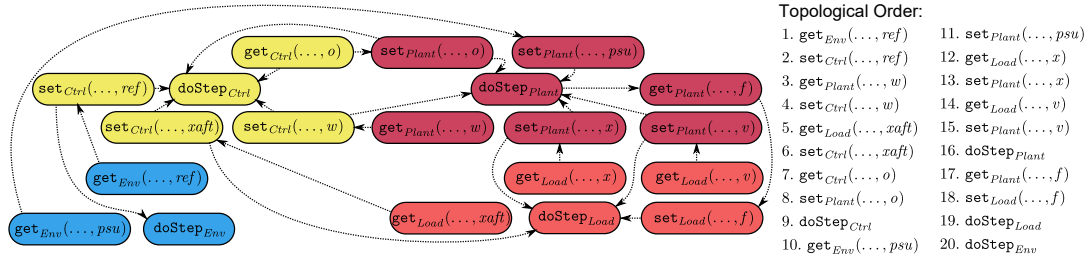 get_Ctrl(..., o)
set_Plant(..., o)
set_Plant(..., psu)
set_Ctrl(..., ref)
doStep_Ctrl
doStep_Plant
get_Plant(..., f)
set_Ctrl(..., xaft)
set_Ctrl(..., w)
get_Plant(..., w)
set_Plant(..., x)
set_Plant(..., v)
get_Env(..., ref)
get_Load(..., x)
get_Load(..., v)
get_Env(..., psu)
doStep_Env
get_Load(..., xaft)
doStep_Load
set_Load(..., f)
Topological Order:
1. get_Env(..., ref)
2. set_Ctrl(..., ref)
3. get_Plant(..., w)
4. set_Ctrl(..., w)
5. get_Load(..., xaft)
6. set_Ctrl(..., xaft)
7. get_Ctrl(..., o)
8. set_Plant(..., o)
9. doStep_Ctrl
10. get_Env(..., psu)
11. set_Plant(..., psu)
12. get_Load(..., x)
13. set_Plant(..., x)
14. get_Load(..., v)
15. set_Plant(..., v)
16. doStep_Plant
17. get_Plant(..., f)
18. set_Load(..., f)
19. doStep_Load
20. doStep_Env